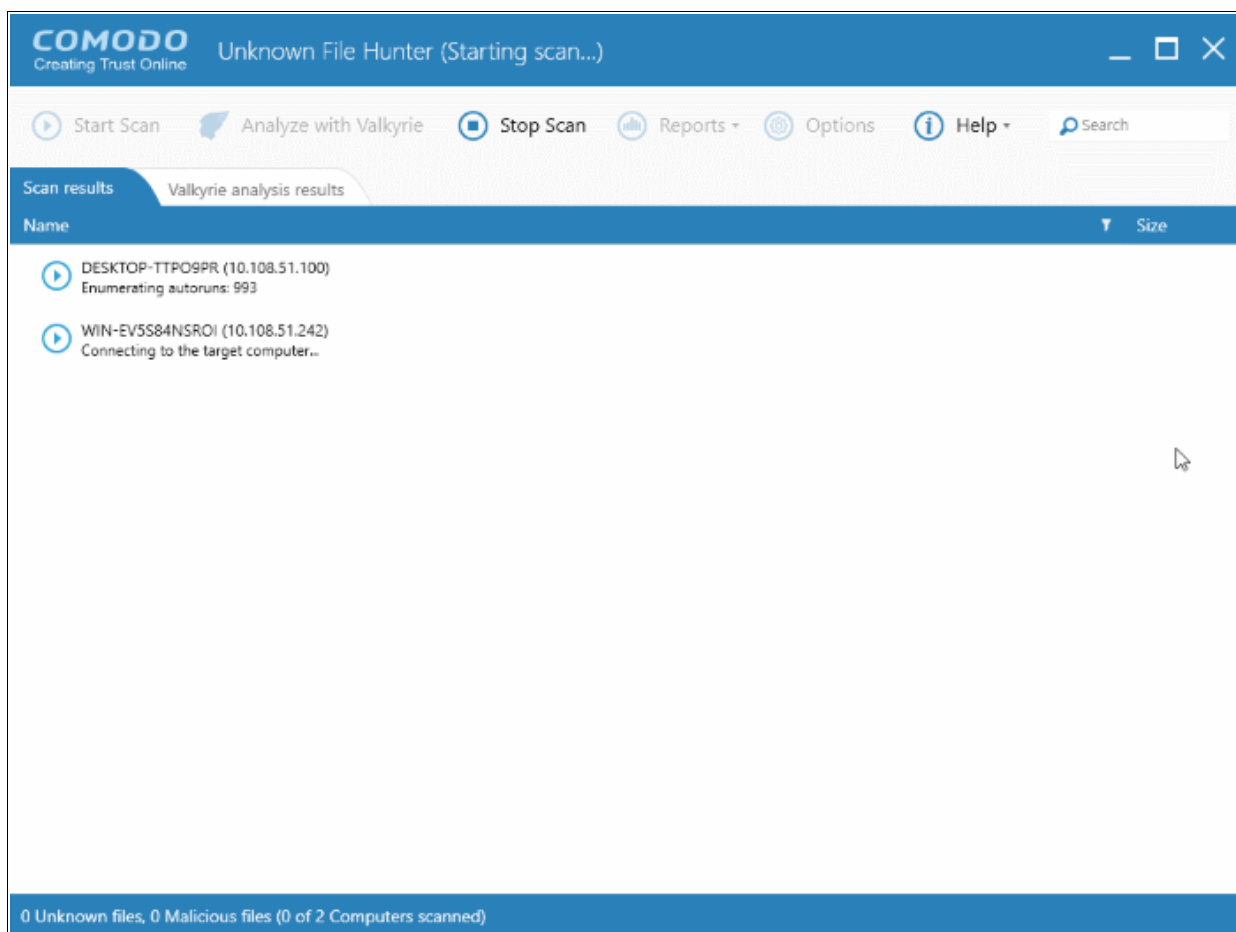 COMODO
Creating Trust Online
Unknown File Hunter (Starting scan...)
Start Scan
Analyze with Valkyrie
Stop Scan
Reports
Options
Help
Search
Scan results
Valkyrie analysis results
Name
Size
DESKTOP-TTPO9PR (10.108.51.100)
Enumerating autoruns: 993
WIN-EV5S84NSROI (10.108.51.242)
Connecting to the target computer...
0 Unknown files, 0 Malicious files (0 of 2 Computers scanned)